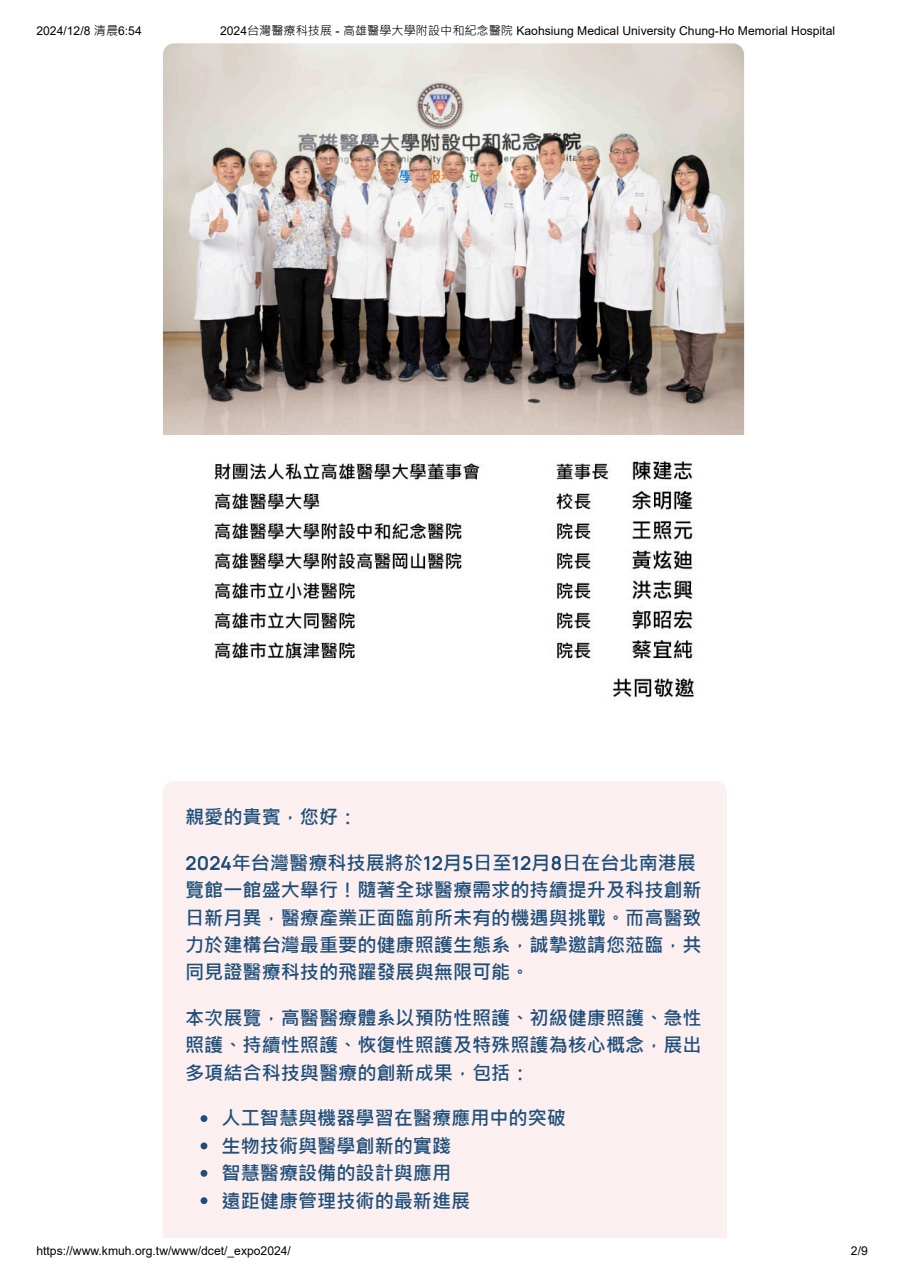 2024/12/8 清晨6:54 2024台灣醫療科技展 - 高雄醫學大學附設中和紀念醫院 Kaohsiung Medical University Chung-Ho Memorial Hospital
高雄醫學大學附設中和紀念醫院
財團法人私立高雄醫學大學董事會 董事長 陳建志
高雄醫學大學 校長 余明隆
高雄醫學大學附設中和紀念醫院 院長 王照元
高雄醫學大學附設高醫岡山醫院 院長 黃炫迪
高雄市立小港醫院 院長 洪志興
高雄市立大同醫院 院長 郭昭宏
高雄市立旗津醫院 院長 蔡宜純
共同敬邀
親愛的貴賓，您好：
2024年台灣醫療科技展將於12月5日至12月8日在台北南港展
覽館一館盛大舉行！隨著全球醫療需求的持續提升及科技創新
日新月異，醫療產業正面臨前所未有的機遇與挑戰。而高醫致
力於建構台灣最重要的健康照護生態系，誠摯邀請您蒞臨，共
同見證醫療科技的飛躍發展與無限可能。
本次展覽，高醫醫療體系以預防性照護、初級健康照護、急性
照護、持續性照護、恢復性照護及特殊照護為核心概念，展出
多項結合科技與醫療的創新成果，包括：
• 人工智慧與機器學習在醫療應用中的突破
• 生物技術與醫學創新的實踐
• 智慧醫療設備的設計與應用
• 遠距健康管理技術的最新進展
https://www.kmuh.org.tw/www/dcet/_expo2024/ 2/9